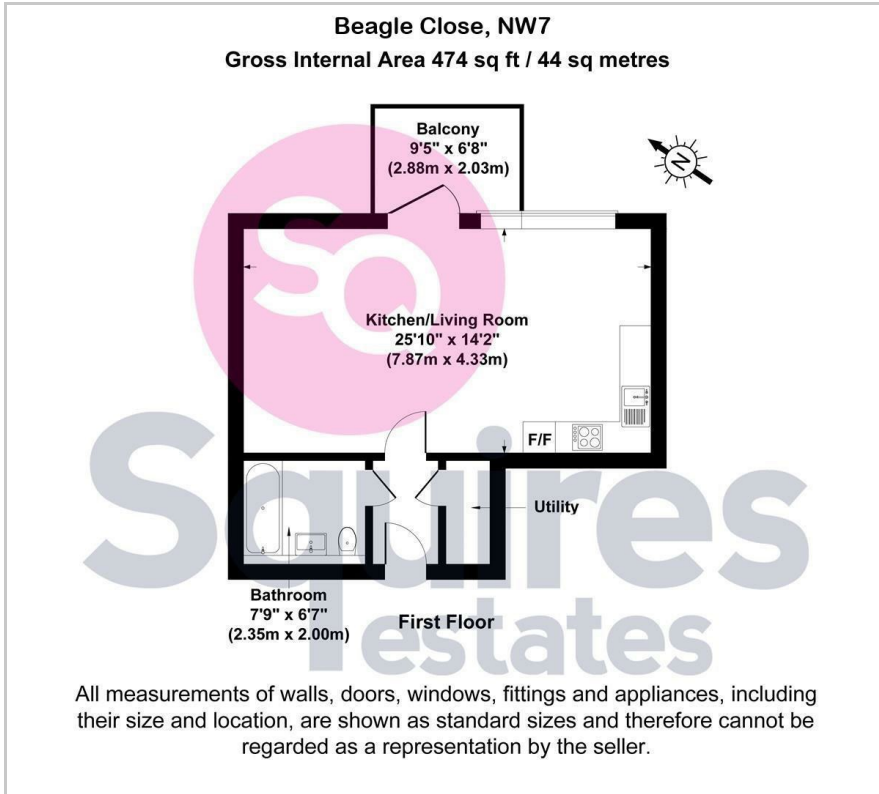 Beagle Close, NW7
Gross Internal Area 474 sq ft / 44 sq metres
Balcony
9'5" x 6'8"
(2.88m x 2.03m)
N
SQ
Kitchen/Living Room
25'10" x 14'2"
(7.87m x 4.33m)
F/F
Squires
estates
Utility
Bathroom
7'9" x 6'7"
(2.35m x 2.00m)
First Floor
All measurements of walls, doors, windows, fittings and appliances, including
their size and location, are shown as standard sizes and therefore cannot be
regarded as a representation by the seller.